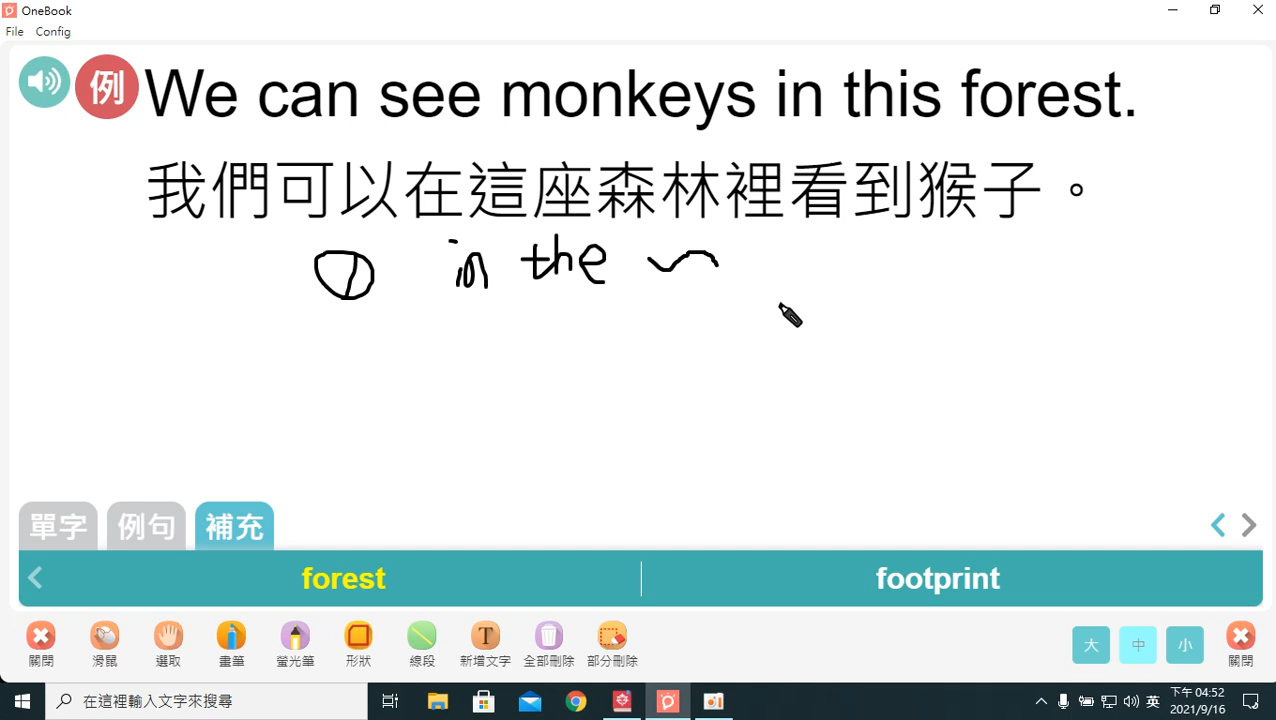 OneBook
File Config
例 We can see monkeys in this forest.
我們可以在這座森林裡看到猴子。
① in the
單字 例句 補充
forest footprint
關閉 滑鼠 選取 畫筆 螢光筆 形狀 線段 新增文字 全部刪除 部分刪除 大 中 小 關閉
在這裡輸入文字來搜尋 英 下午 04:52
2021/9/16